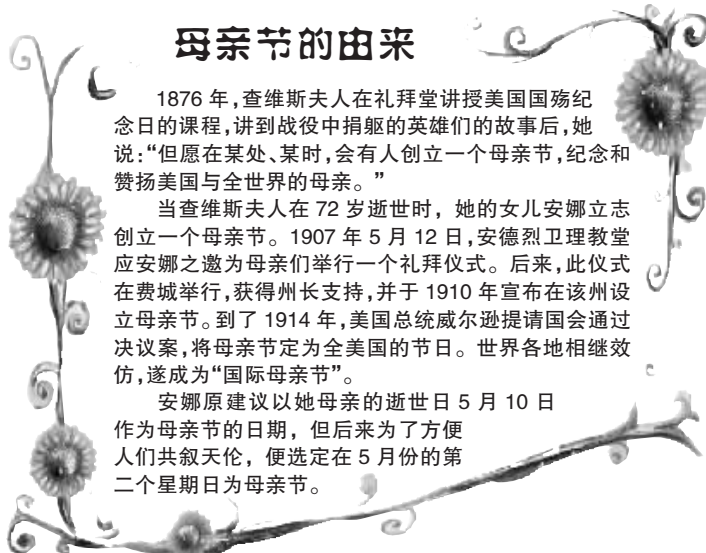 母亲节的由来
1876 年,查维斯夫人在礼拜堂讲授美国国殇纪
念日的课程,讲到战役中捐躯的英雄们的故事后,她
说:“但愿在某处、某时,会有人创立一个母亲节,纪念和
赞扬美国与全世界的母亲。”
当查维斯夫人在 72 岁逝世时，她的女儿安娜立志
创立一个母亲节。1907 年 5 月 12 日,安德烈卫理教堂
应安娜之邀为母亲们举行一个礼拜仪式。后来,此仪式
在费城举行,获得州长支持,并于 1910 年宣布在该州设
立母亲节。到了 1914 年,美国总统威尔逊提请国会通过
决议案,将母亲节定为全美国的节日。世界各地相继效
仿,遂成为“国际母亲节”。
安娜原建议以她母亲的逝世日 5 月 10 日
作为母亲节的日期，但后来为了方便
人们共叙天伦，便选定在 5 月份的第
二个星期日为母亲节。